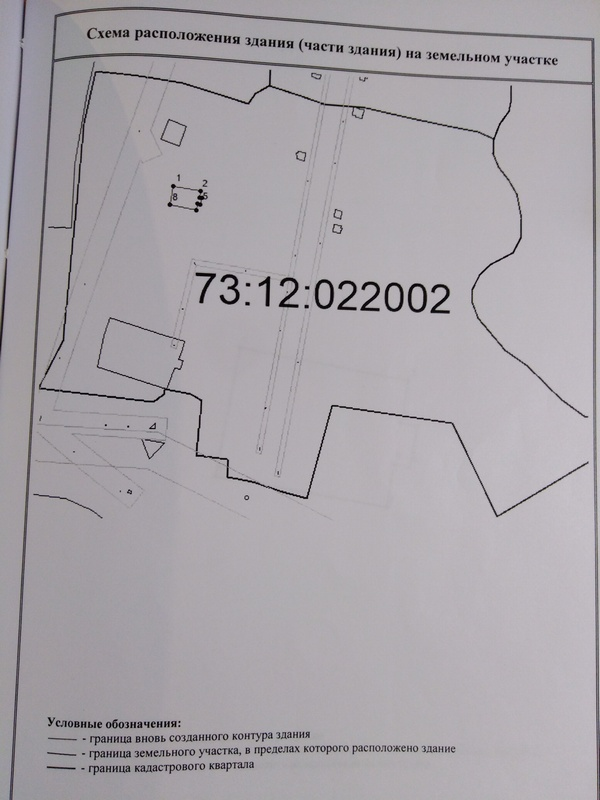 Схема расположения здания (части здания) на земельном участке
1
2
8
5
73:12:022002
Условные обозначения:
- граница вновь созданного контура здания
- граница земельного участка, в пределах которого расположено здание
- граница кадастрового квартала